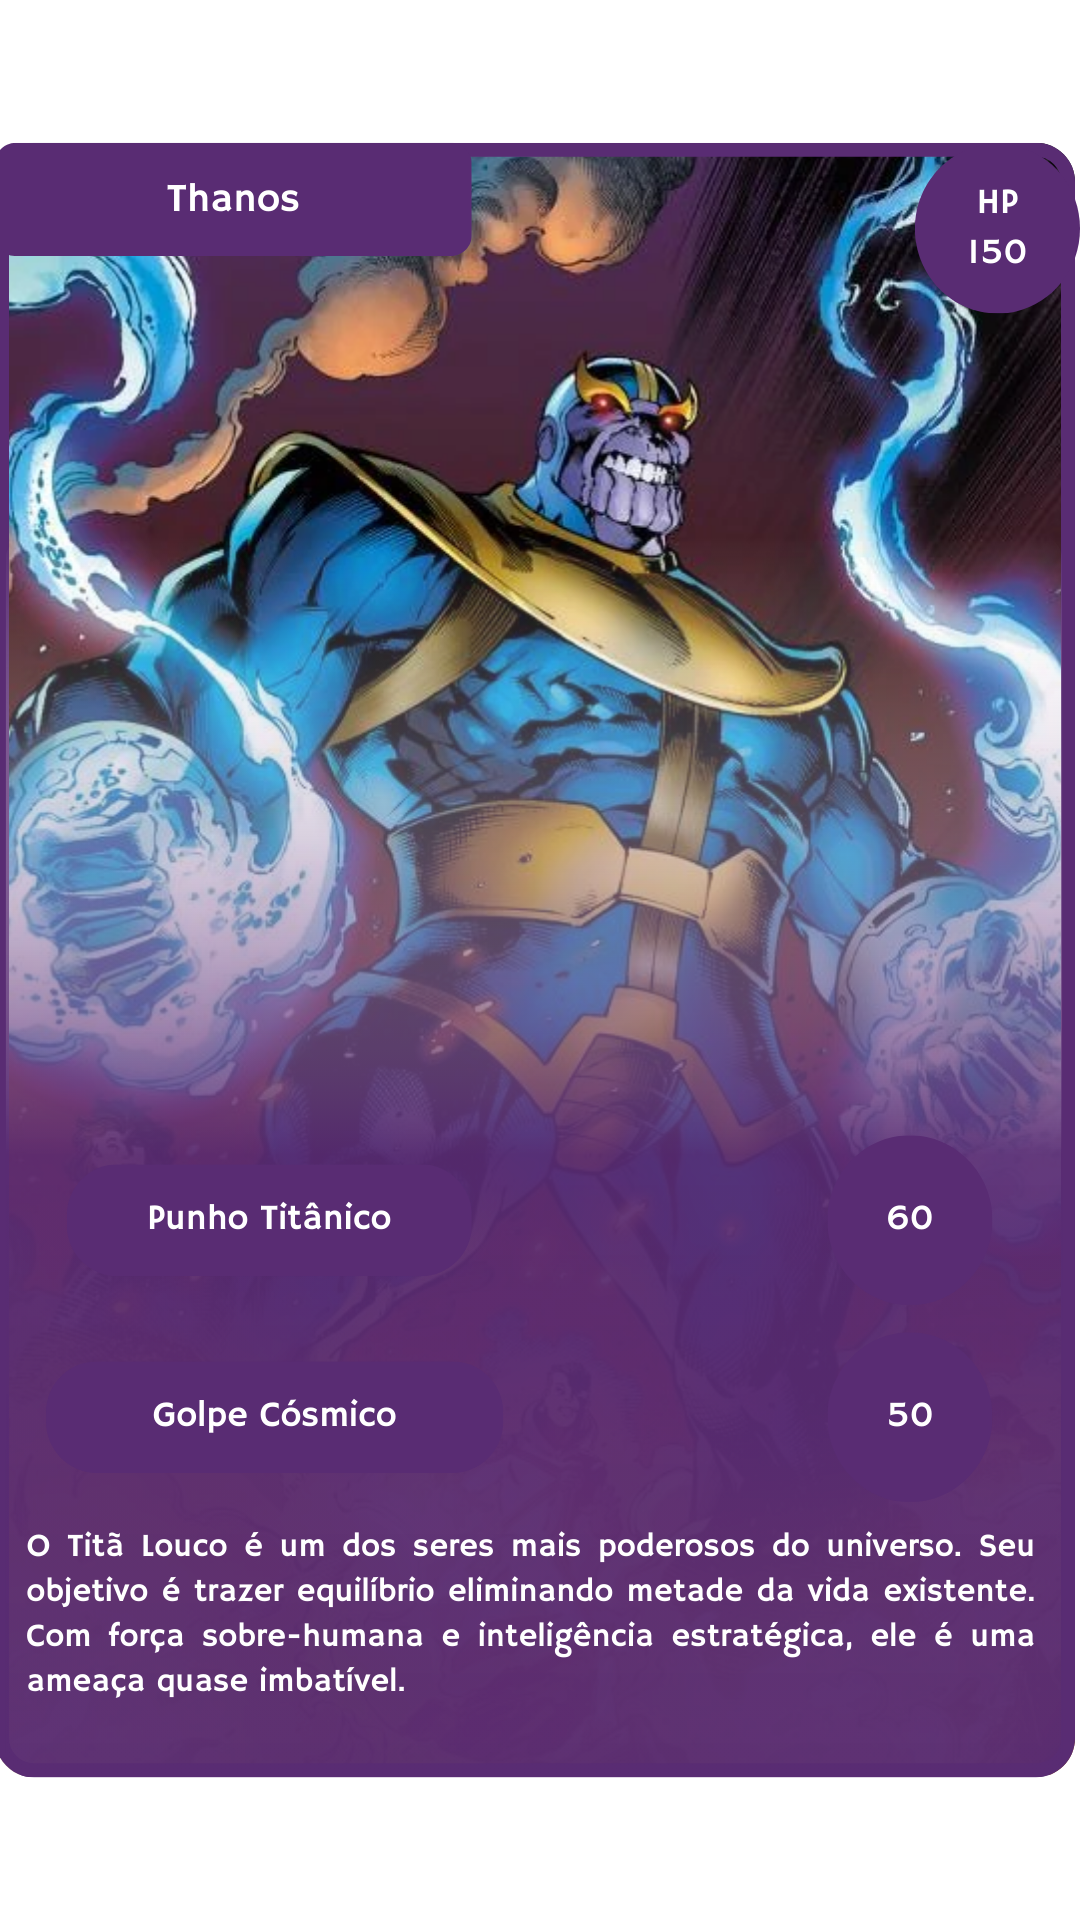 Thanos
HP
150
Punho Titânico
60
Golpe Cósmico
50
O Titã Louco é um dos seres mais poderosos do universo. Seu
objetivo é trazer equilíbrio eliminando metade da vida existente.
Com força sobre-humana e inteligência estratégica, ele é uma
ameaça quase imbatível.